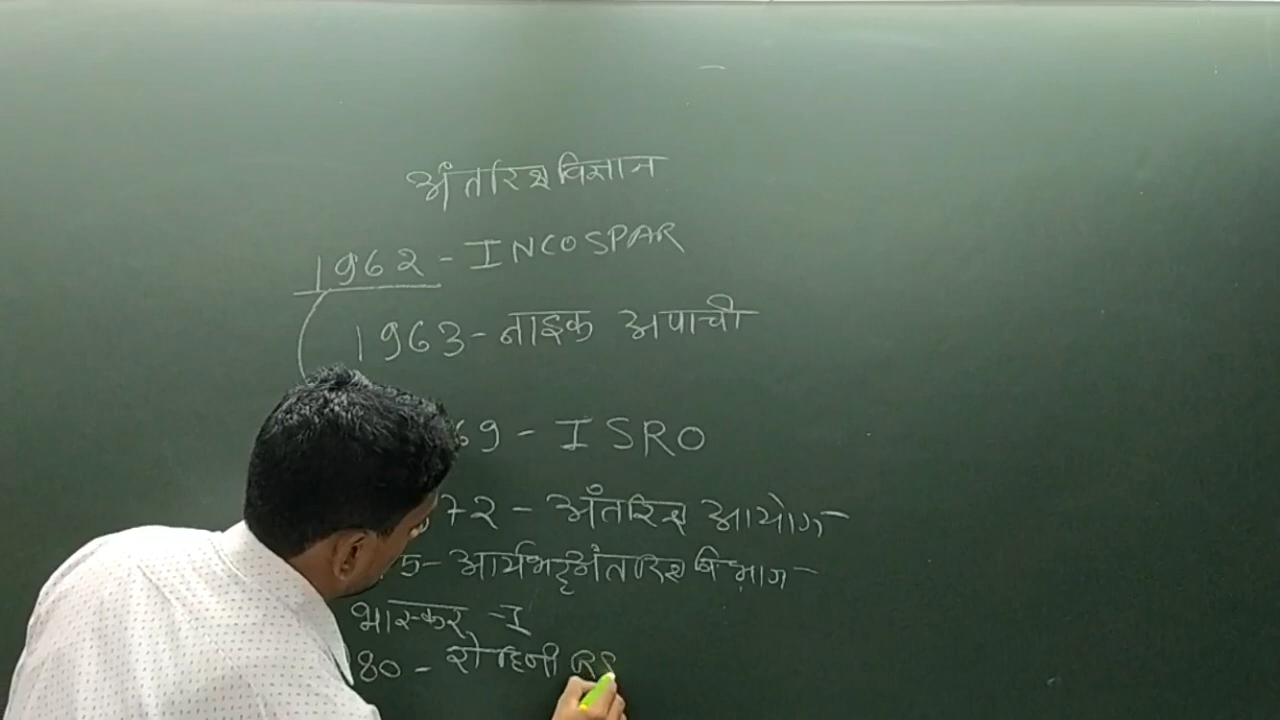 अंतरिक्ष विज्ञान
1962 - INCOSPAR
1963 - नाइक अपाची
69 - ISRO
72 - अंतरिक्ष आयोग
5 - आर्यभट्ट अंतरिक्ष विभाग
भास्कर - I
80 - रोहिणी RS